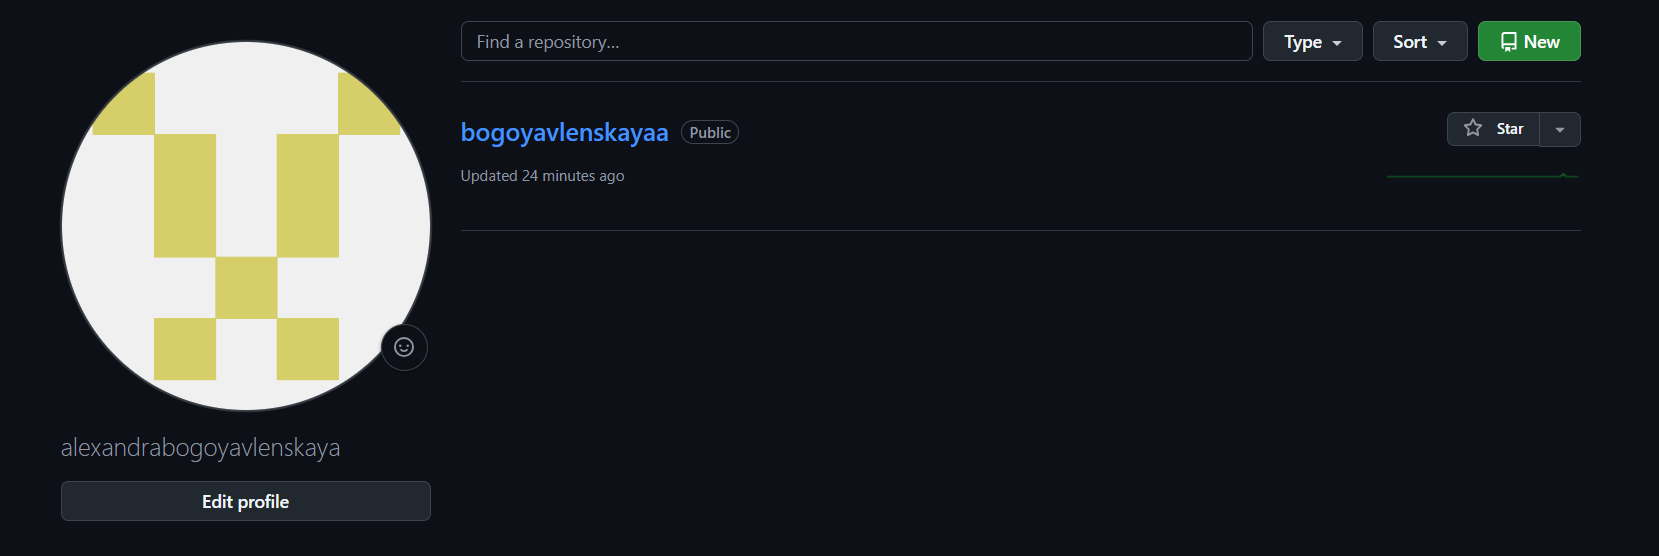 Find a repository...
Type
Sort
New
bogoyavlenskayaa
Public
Star
Updated 24 minutes ago
alexandrabogoyavlenskaya
Edit profile